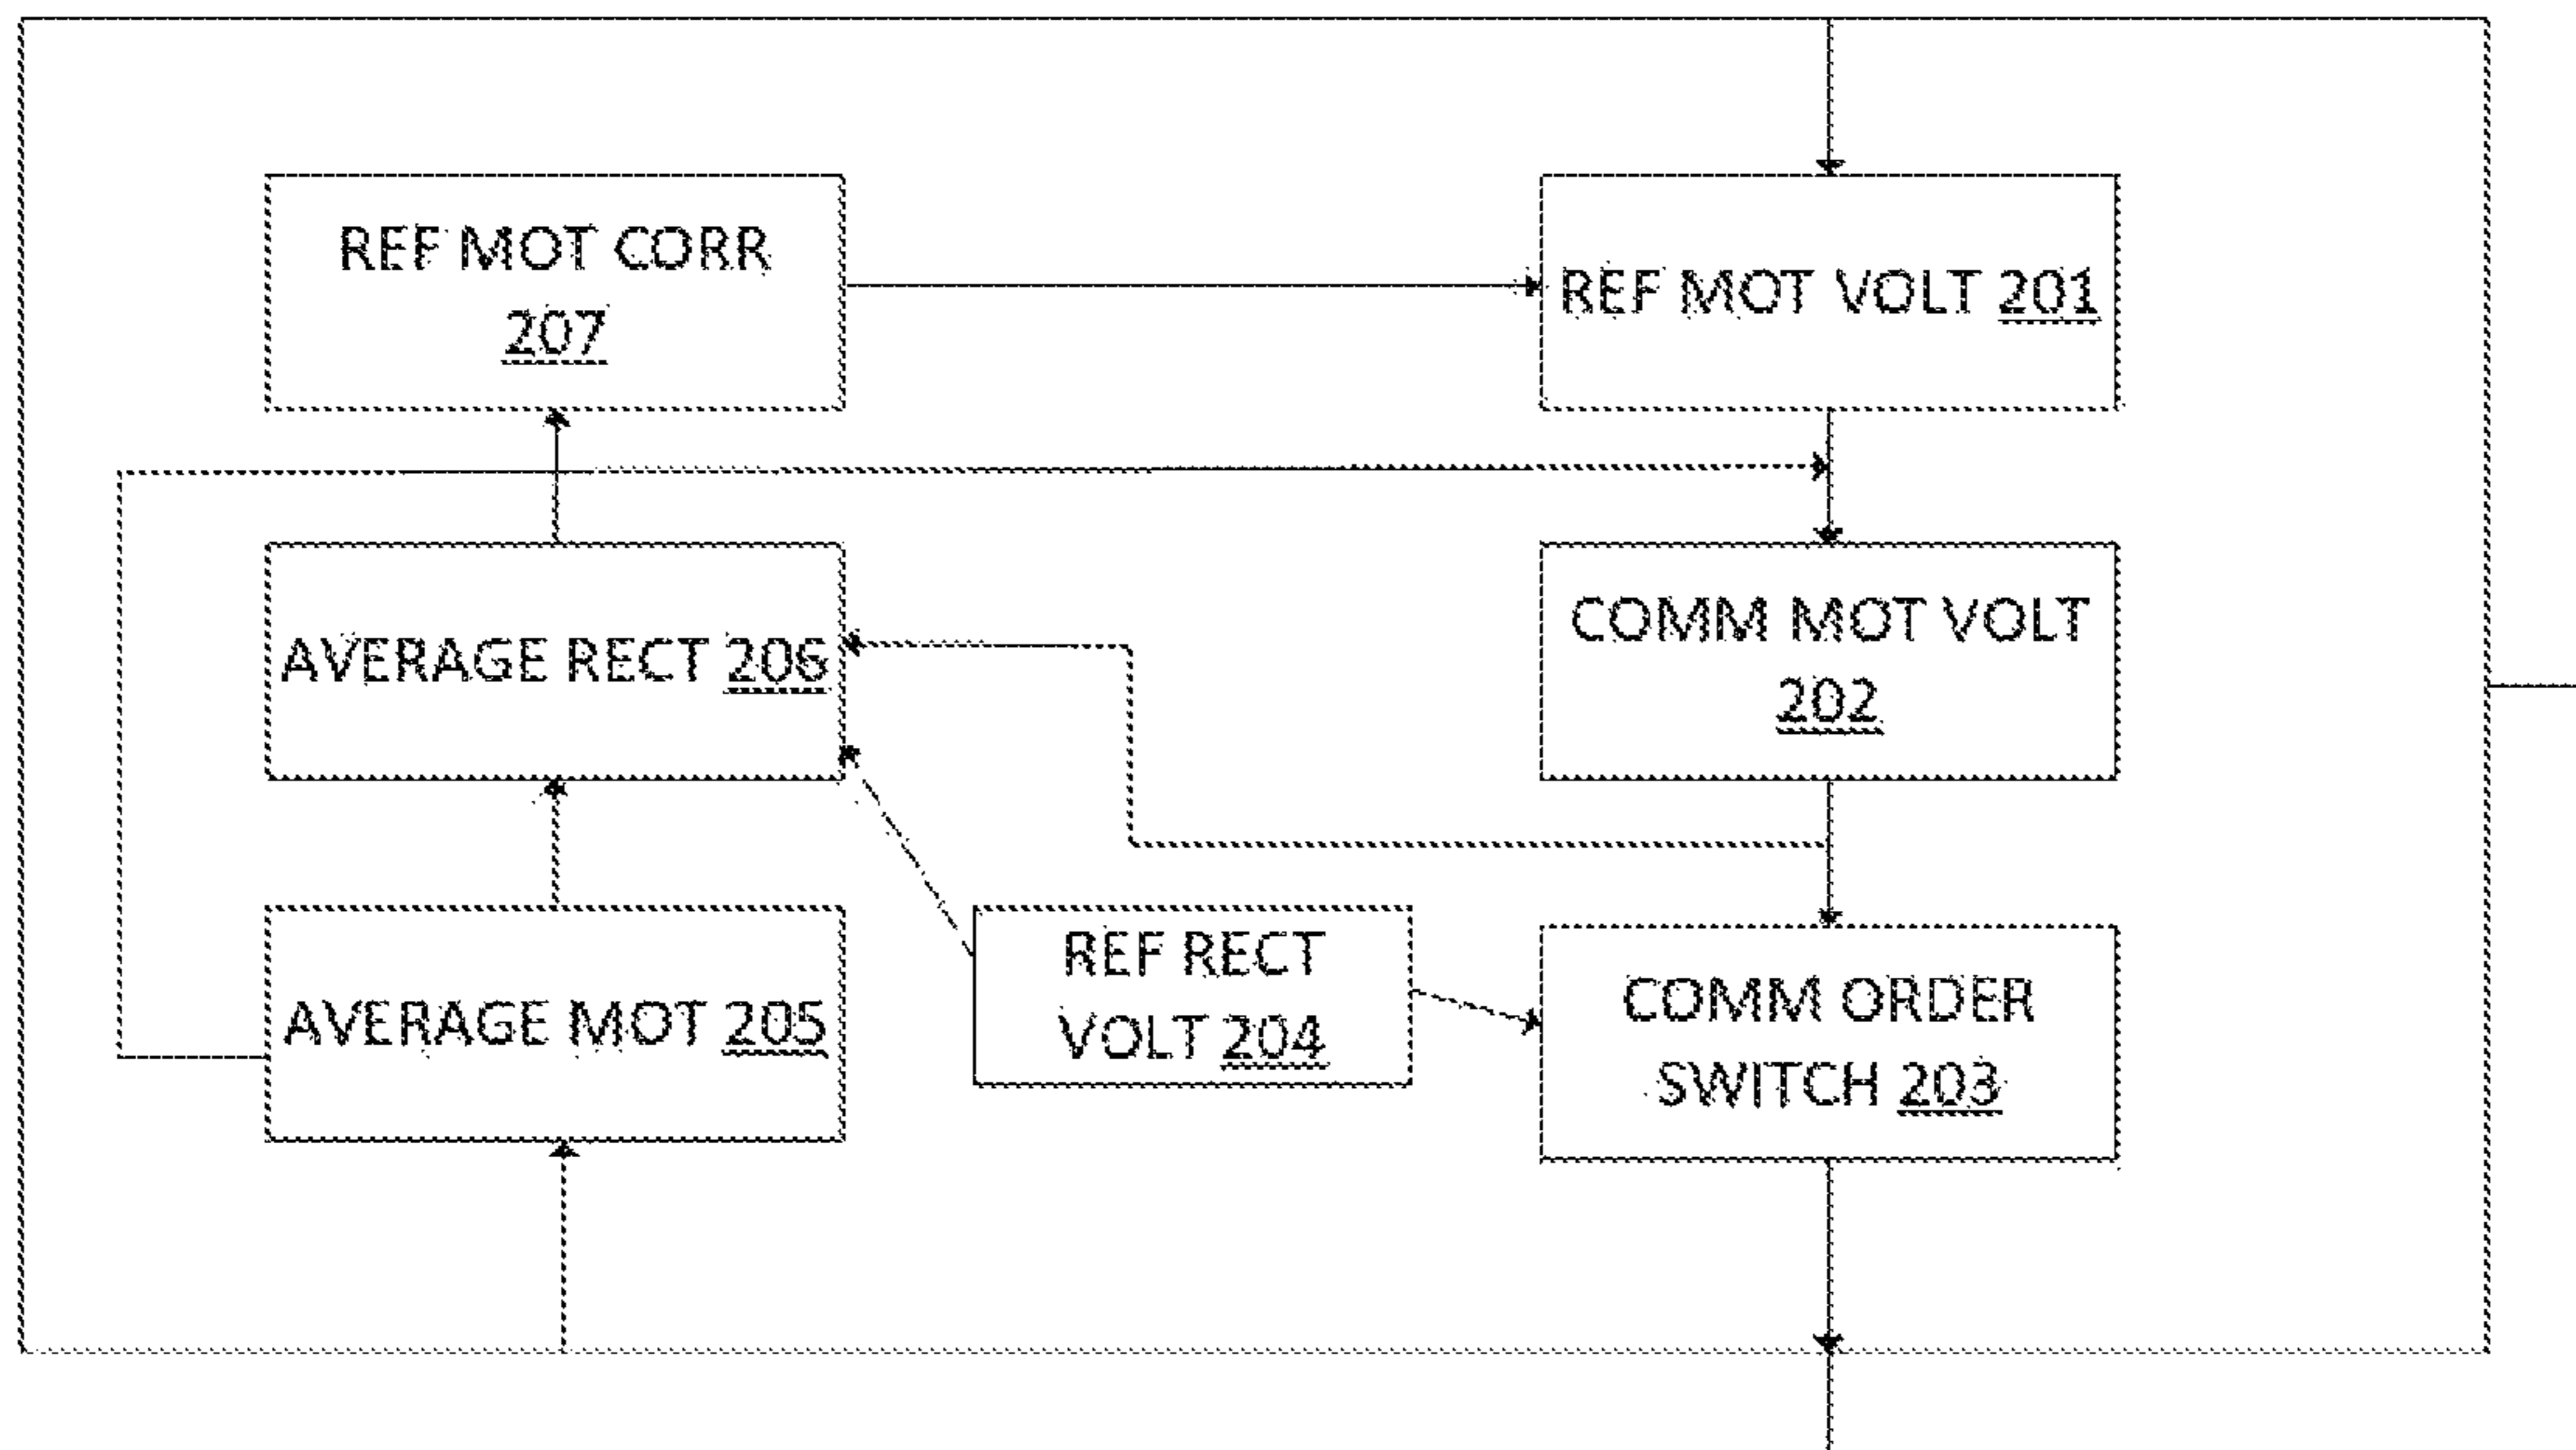 REF MOT CORR
207
REF MOT VOLT 201
AVERAGE RECT 206
COMM MOT VOLT
202
AVERAGE MOT 205
REF RECT
VOLT 204
COMM ORDER
SWITCH 203